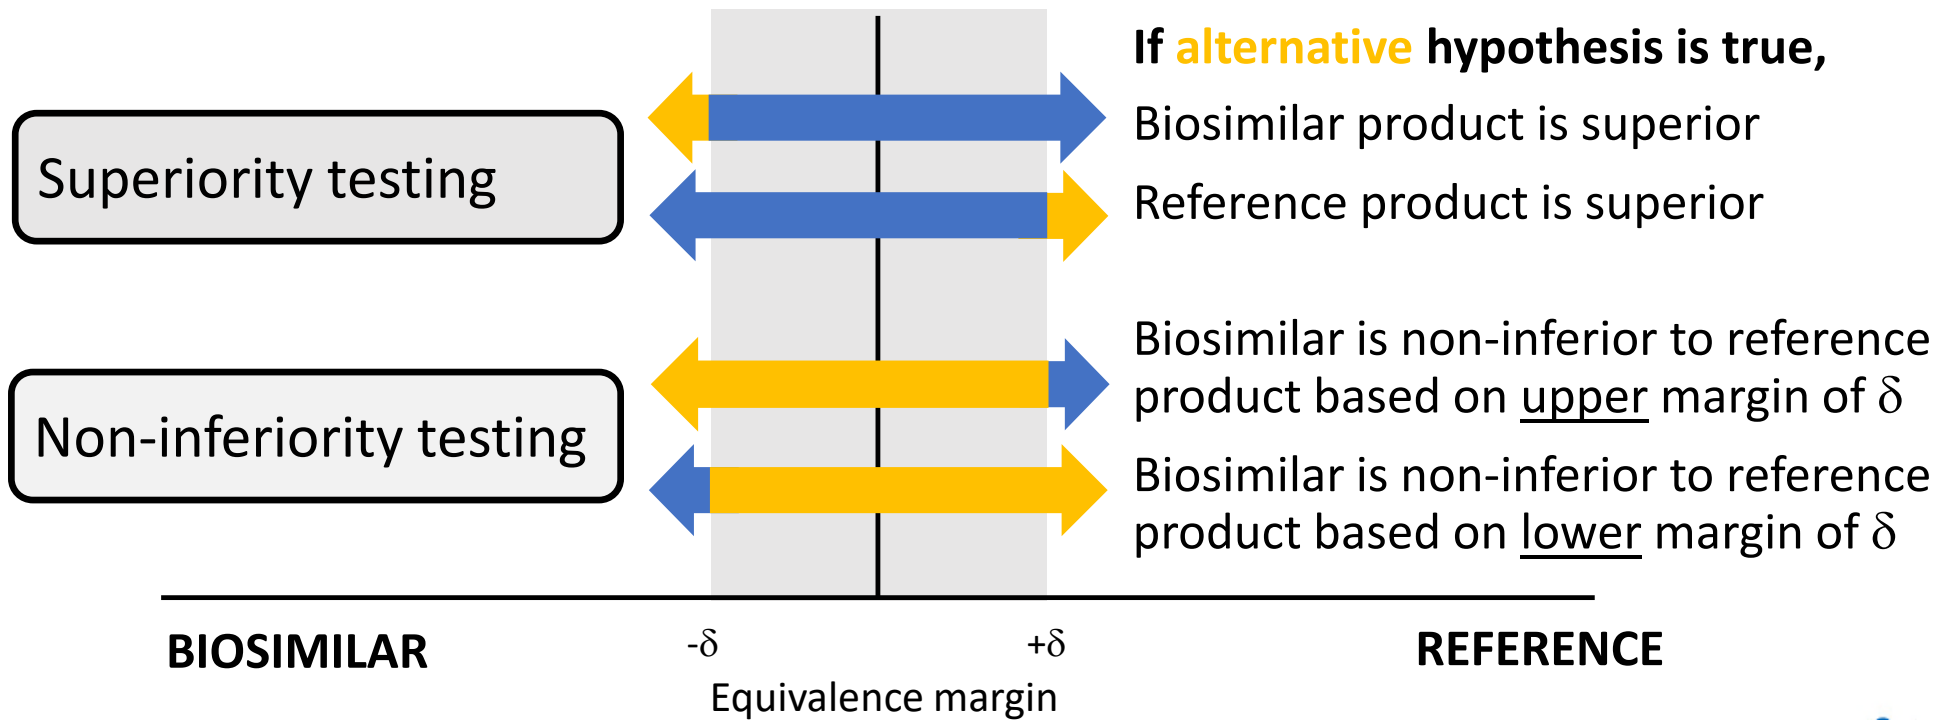 If alternative hypothesis is true,
Biosimilar product is superior
Superiority testing
Reference product is superior
Biosimilar is non-inferior to reference
product based on upper margin of δ
Non-inferiority testing
Biosimilar is non-inferior to reference
product based on lower margin of δ
BIOSIMILAR
-δ
+δ
REFERENCE
Equivalence margin